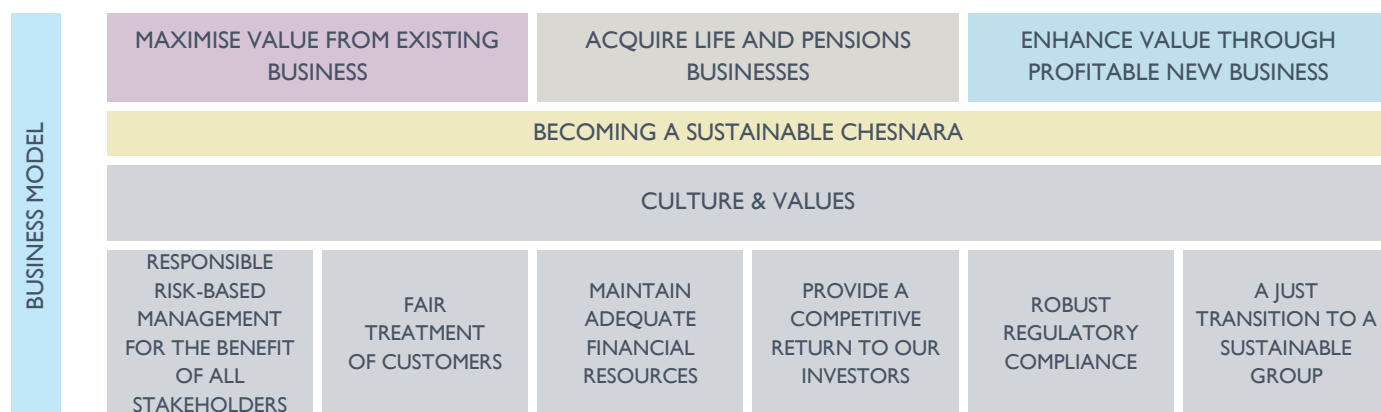 BUSINESS MODEL
MAXIMISE VALUE FROM EXISTING
BUSINESS
ACQUIRE LIFE AND PENSIONS
BUSINESSES
ENHANCE VALUE THROUGH
PROFITABLE NEW BUSINESS
BECOMING A SUSTAINABLE CHESNARA
CULTURE & VALUES
RESPONSIBLE
RISK-BASED
MANAGEMENT
FOR THE BENEFIT
OF ALL
STAKEHOLDERS
FAIR
TREATMENT
OF CUSTOMERS
MAINTAIN
ADEQUATE
FINANCIAL
RESOURCES
PROVIDE A
COMPETITIVE
RETURN TO OUR
INVESTORS
ROBUST
REGULATORY
COMPLIANCE
A JUST
TRANSITION TO A
SUSTAINABLE
GROUP